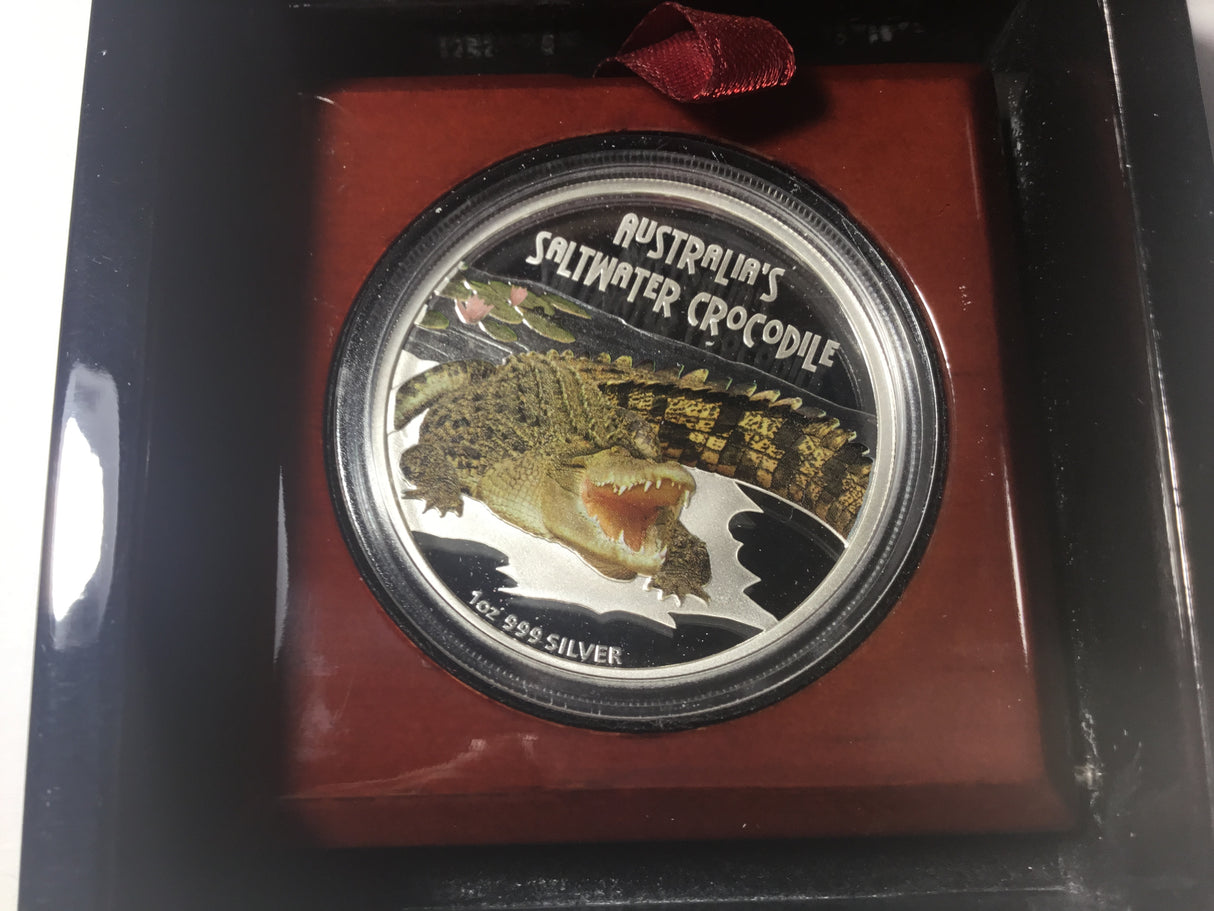 AUSTRALIA'S
SALTWATER CROCODILE
1oz 999 SILVER